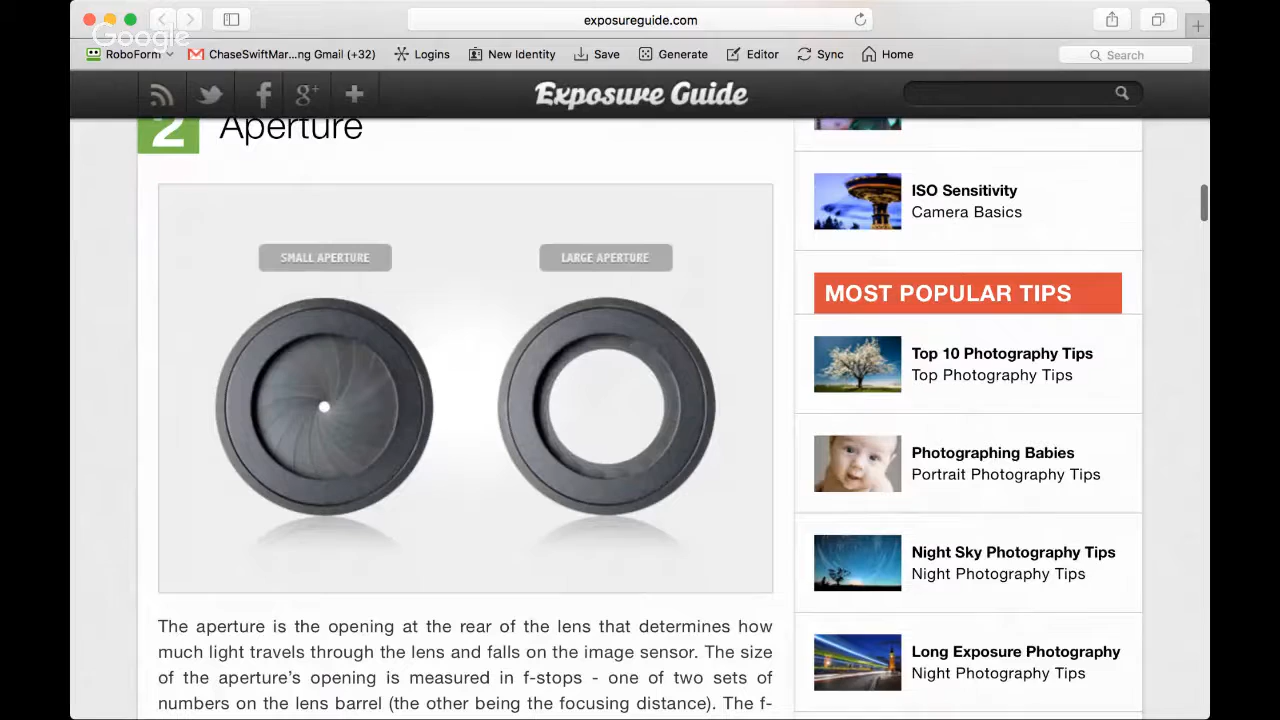 exposureguide.com
Google
RoboForm
ChaseSwiftMar...ng Gmail (+32)
Logins
New Identity
Save
Generate
Editor
Sync
Home
Search
Exposure Guide
2 Aperture
SMALL APERTURE
LARGE APERTURE
The aperture is the opening at the rear of the lens that determines how
much light travels through the lens and falls on the image sensor. The size
of the aperture’s opening is measured in f-stops - one of two sets of
numbers on the lens barrel (the other being the focusing distance). The f-
ISO Sensitivity
Camera Basics
MOST POPULAR TIPS
Top 10 Photography Tips
Top Photography Tips
Photographing Babies
Portrait Photography Tips
Night Sky Photography Tips
Night Photography Tips
Long Exposure Photography
Night Photography Tips